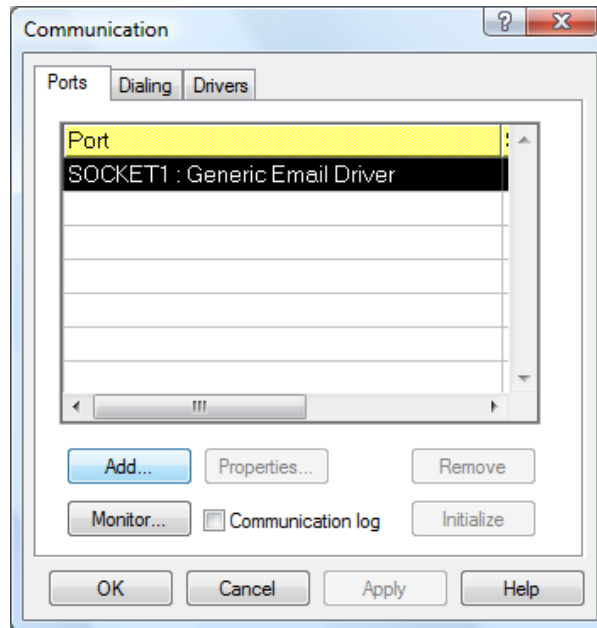 Communication
Ports Dialing Drivers
Port
SOCKET1 : Generic Email Driver
Add... Properties... Remove
Monitor... Communication log Initialize
OK Cancel Apply Help